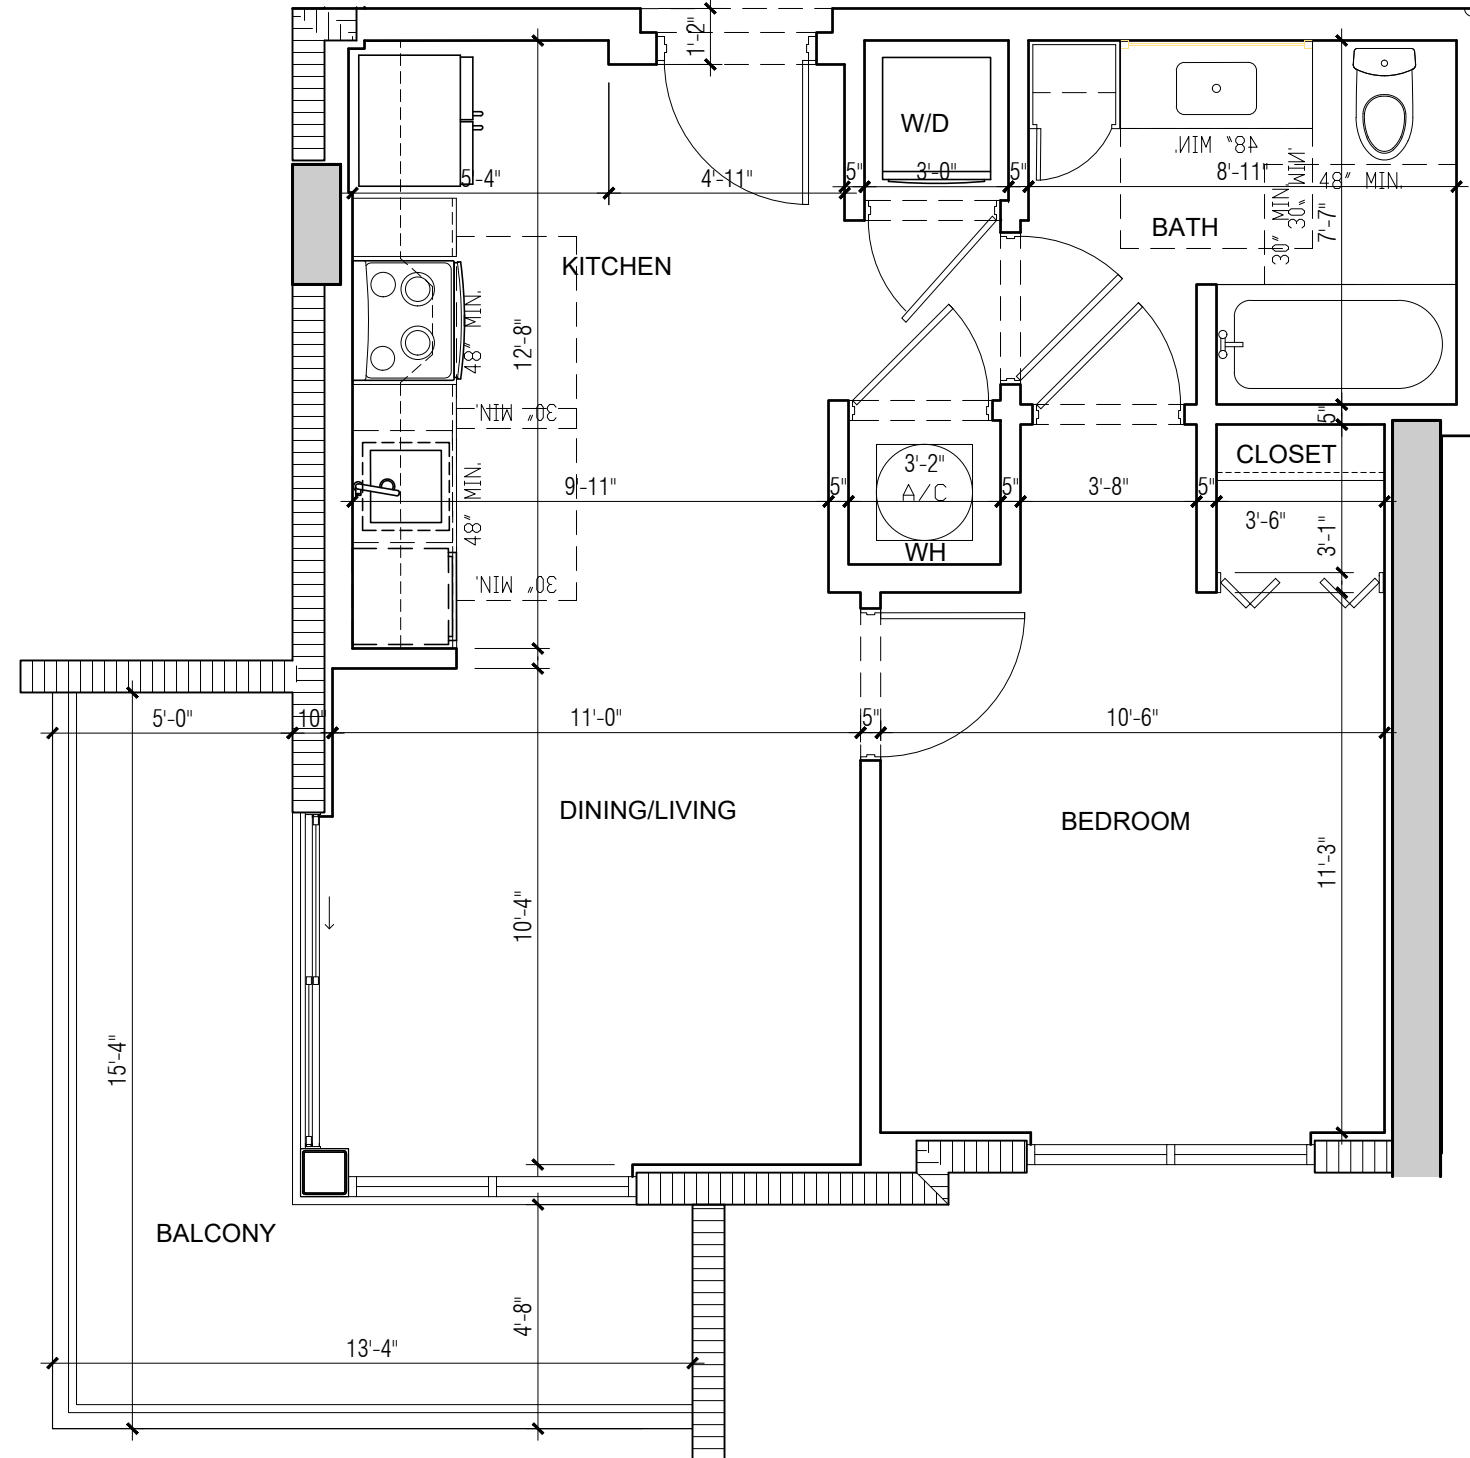 1'-2"
W/D
48" MIN.
5'-4"
4'-11"
5"
3'-0"
5"
8'-11"
48" MIN.
30" MIN.
30" MIN.
7'-7"
BATH
KITCHEN
48" MIN.
12'-8"
30" MIN.
5"
CLOSET
3'-2"
A/C
48" MIN.
9'-11"
5"
5"
3'-8"
5"
3'-6"
3'-1"
WH
30" MIN.
5'-0"
10"
11'-0"
5"
10'-6"
DINING/LIVING
BEDROOM
11'-3"
10'-4"
15'-4"
BALCONY
4'-8"
13'-4"